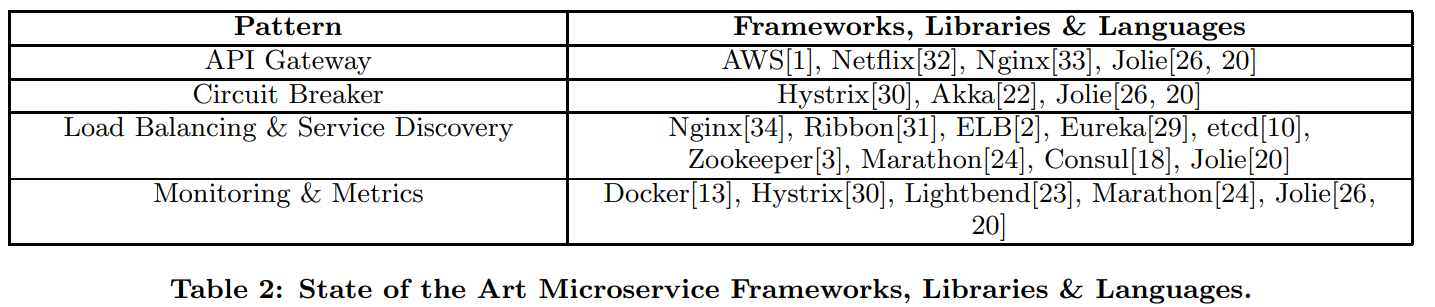 Pattern Frameworks, Libraries & Languages
API Gateway AWS[1], Netflix[32], Nginx[33], Jolie[26, 20]
Circuit Breaker Hystrix[30], Akka[22], Jolie[26, 20]
Load Balancing & Service Discovery Nginx[34], Ribbon[31], ELB[2], Eureka[29], etcd[10],
Zookeeper[3], Marathon[24], Consul[18], Jolie[20]
Monitoring & Metrics Docker[13], Hystrix[30], Lightbend[23], Marathon[24], Jolie[26,
20]
Table 2: State of the Art Microservice Frameworks, Libraries & Languages.